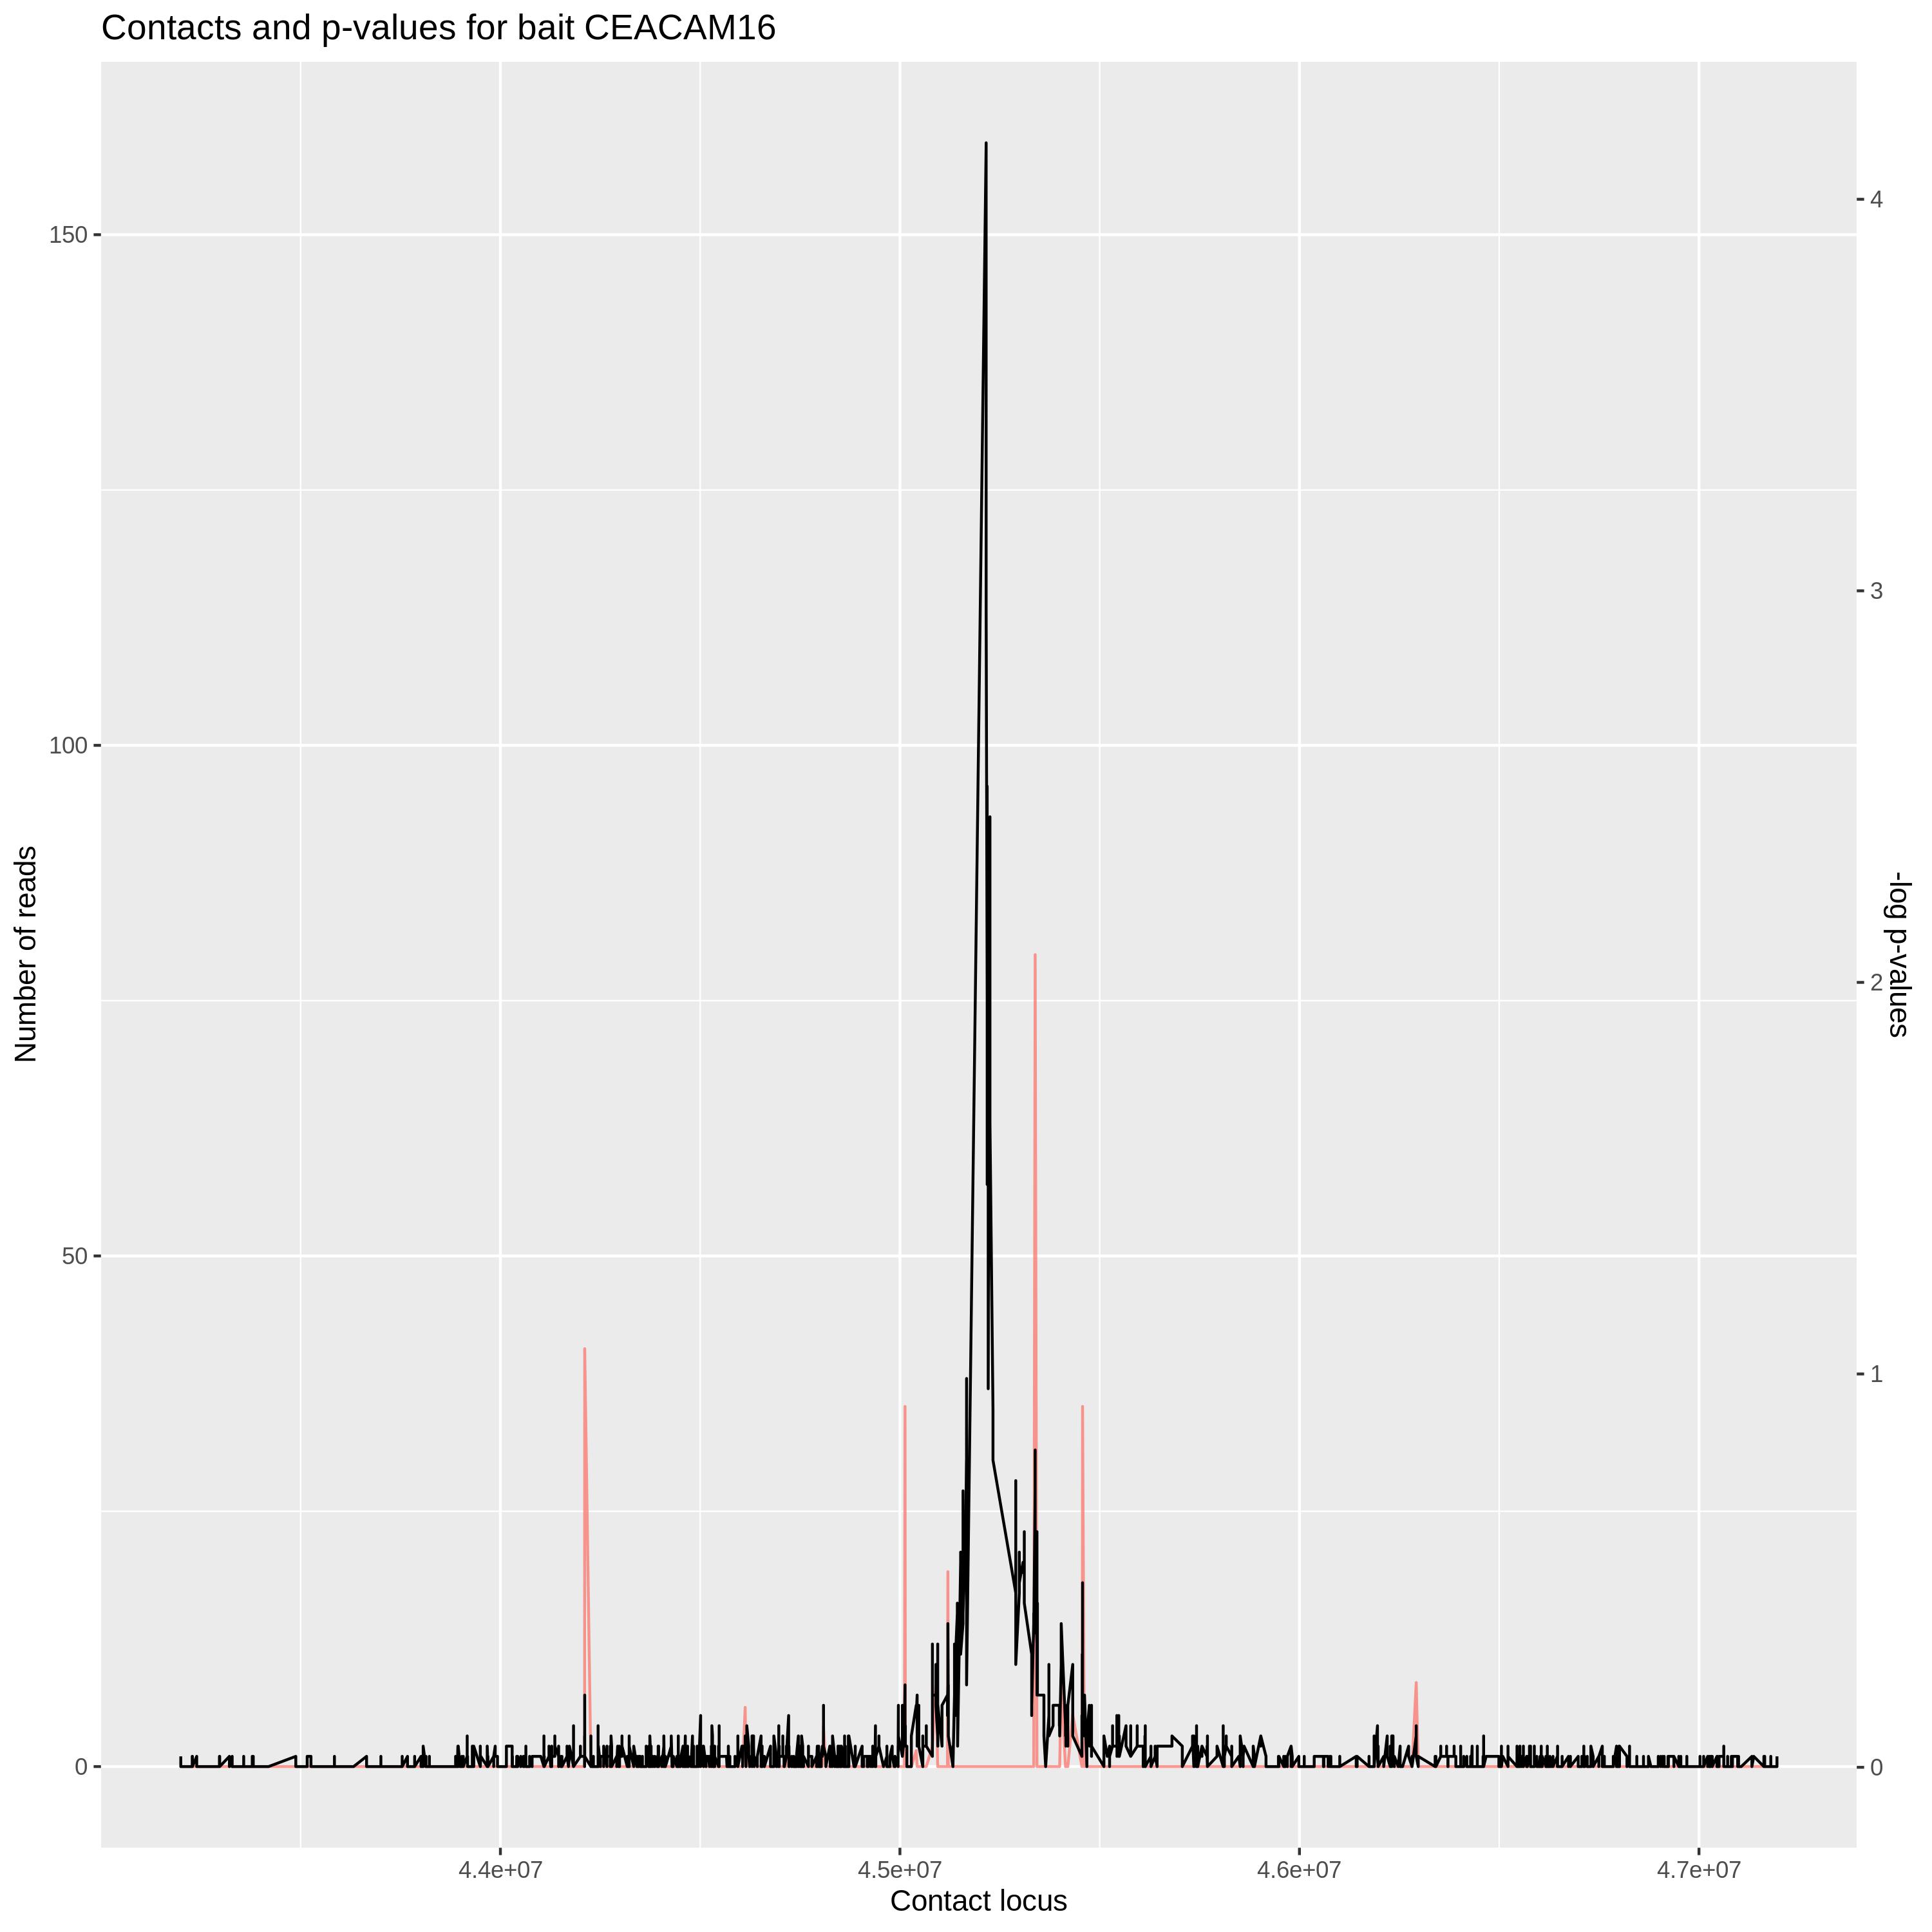 Contacts and p-values for bait CEACAM16
150
100
50
0
Number of reads
4
3
2
1
0
-log p-values
4.4e+07
4.5e+07
4.6e+07
4.7e+07
Contact locus